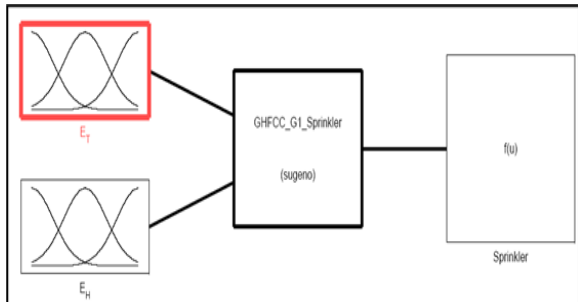 E_T
GHFCC_G1_Sprinkler
(sugeno)
f(u)
Sprinkler
E_H